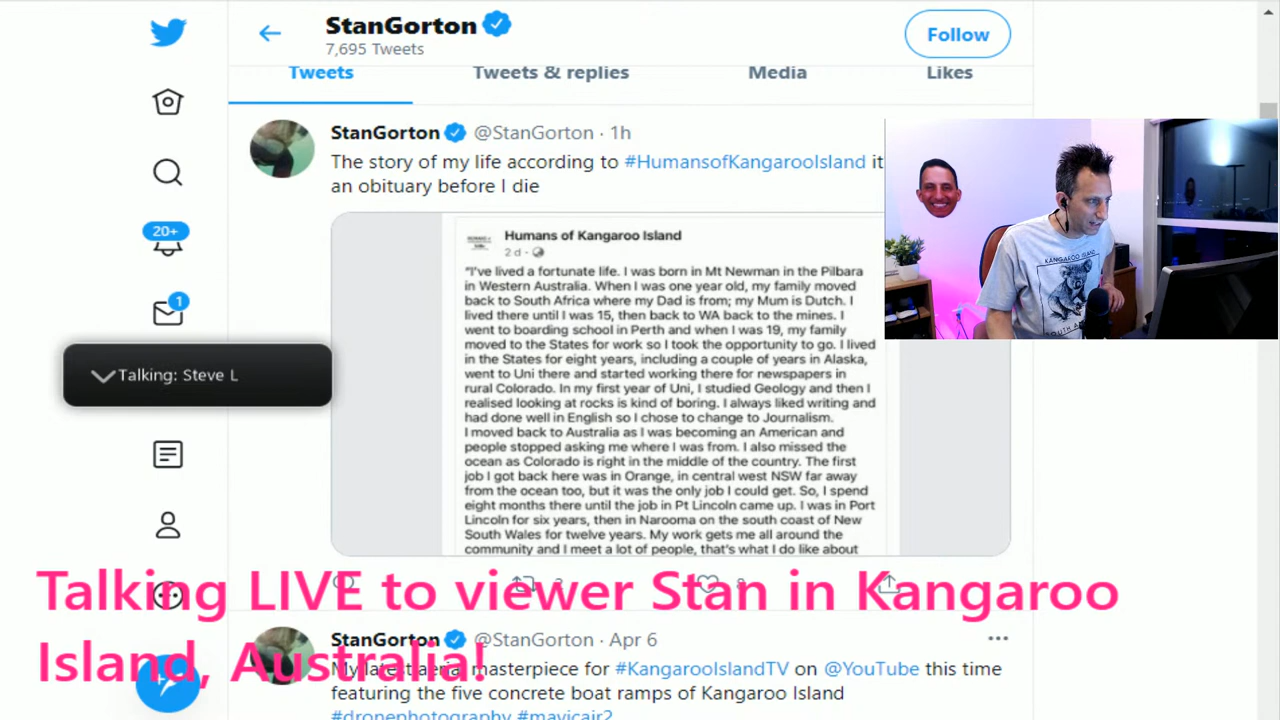 StanGorton
7,695 Tweets
Follow
Tweets Tweets & replies Media Likes
StanGorton @StanGorton · 1h
The story of my life according to #HumansofKangarooIsland it
an obituary before I die
20+
1
Humans of Kangaroo Island
2 d ·
"I've lived a fortunate life. I was born in Mt Newman in the Pilbara
in Western Australia. When I was one year old, my family moved
back to South Africa where my Dad is from; my Mum is Dutch. I
lived there until I was 15, then back to WA back to the mines. I
went to boarding school in Perth and when I was 19, my family
moved to the States for work so I took the opportunity to go. I lived
in the States for eight years, including a couple of years in Alaska,
went to Uni there and started working there for newspapers in
rural Colorado. In my first year of Uni, I studied Geology and then I
realised looking at rocks is kind of boring. I always liked writing and
had done well in English so I chose to change to Journalism.
I moved back to Australia as I was becoming an American and
people stopped asking me where I was from. I also missed the
ocean as Colorado is right in the middle of the country. The first
job I got back here was in Orange, in central west NSW far away
from the ocean too, but it was the only job I could get. So, I spend
eight months there until the job in Pt Lincoln came up. I was in Port
Lincoln for six years, then in Narooma on the south coast of New
South Wales for twelve years. My work gets me all around the
community and I meet a lot of people, that's what I do like about
Talking: Steve L
KANGAROO ISLAND
SOUTH A
Talking LIVE to viewer Stan in Kangaroo
Island, Australia!
StanGorton @StanGorton · Apr 6
My latest aerial masterpiece for #KangarooIslandTV on @YouTube this time
featuring the five concrete boat ramps of Kangaroo Island
#dronephotography #mavicair2